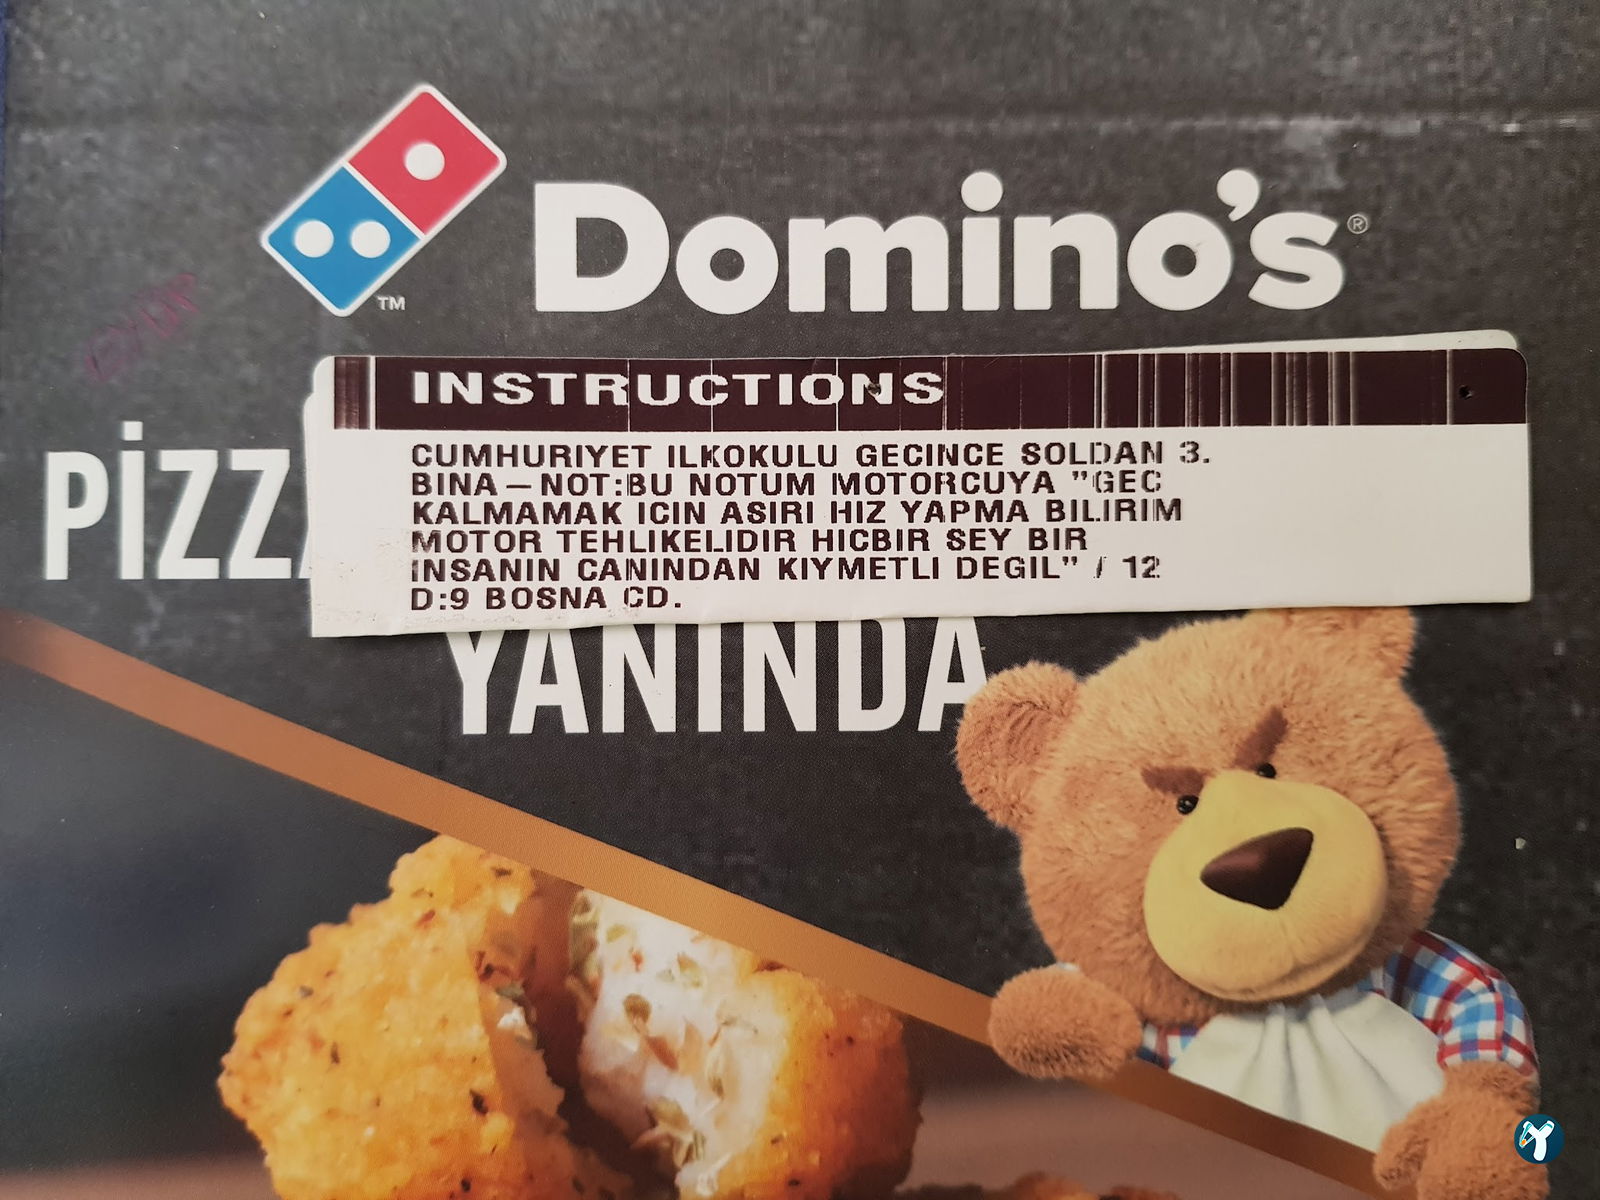 Domino's®
TM
INSTRUCTIONS
PİZZ
CUMHURIYET ILKOKULU GECINCE SOLDAN 3.
BINA—NOT:BU NOTUM MOTORCUYA "GEC
KALMAMAK ICIN ASIRI HIZ YAPMA BILIRIM
MOTOR TEHLIKELIDIR HICBIR SEY BIR
INSANIN CANINDAN KIYMETLI DEGIL" / 12
D:9 BOSNA CD.
YANINDA